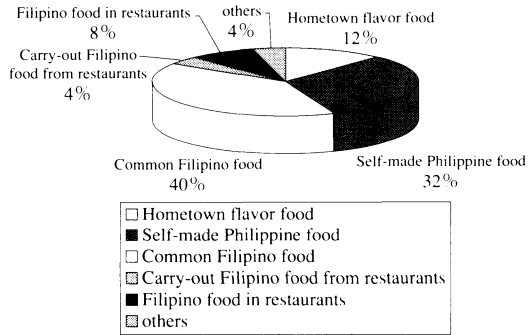 Filipino food in restaurants
8%
others
4%
Hometown flavor food
12%
Carry-out Filipino
food from restaurants
4%
Common Filipino food
40%
Self-made Philippine food
32%
Hometown flavor food
Self-made Philippine food
Common Filipino food
Carry-out Filipino food from restaurants
Filipino food in restaurants
others